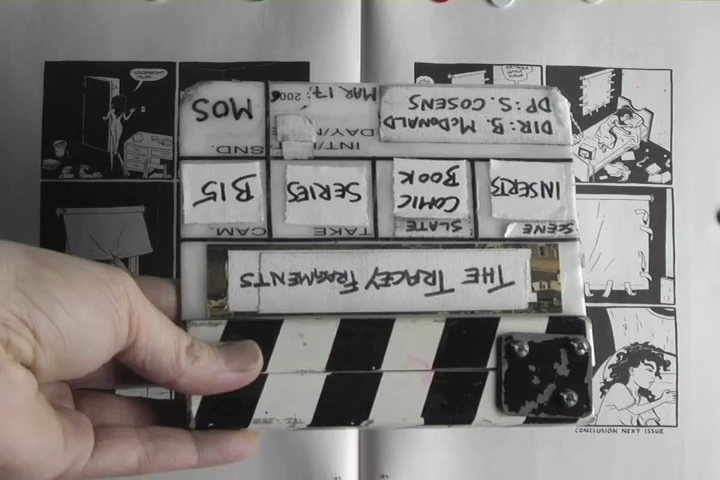 THE TRACEY FRAGMENTS
SCENE SLATE TAKE CAM.
INSERTS COMIC BOOK SERIES B15
INT/ DAY/N SND.
DIR: B. McDONALD
DP: S. COSENS
MAR 17: 2006
MOS
CONCLUSION NEXT ISSUE